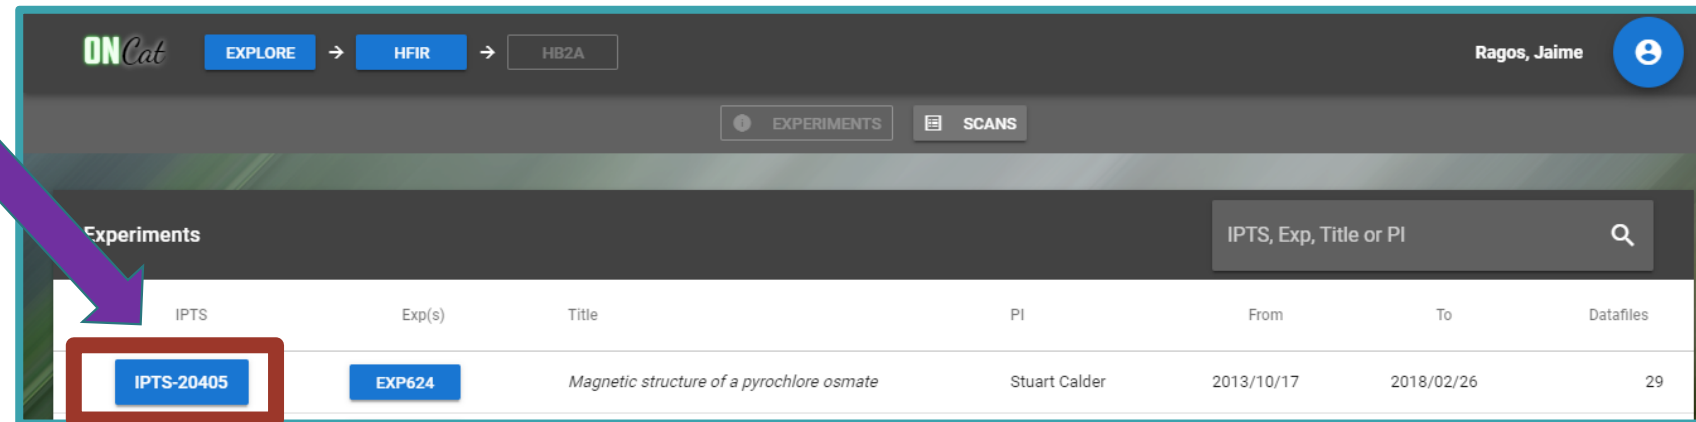 ONCat EXPLORE → HFIR → HB2A Ragos, Jaime
EXPERIMENTS SCANS
Experiments IPTS, Exp, Title or PI
IPTS Exp(s) Title PI From To Datafiles
IPTS-20405 EXP624 Magnetic structure of a pyrochlore osmate Stuart Calder 2013/10/17 2018/02/26 29